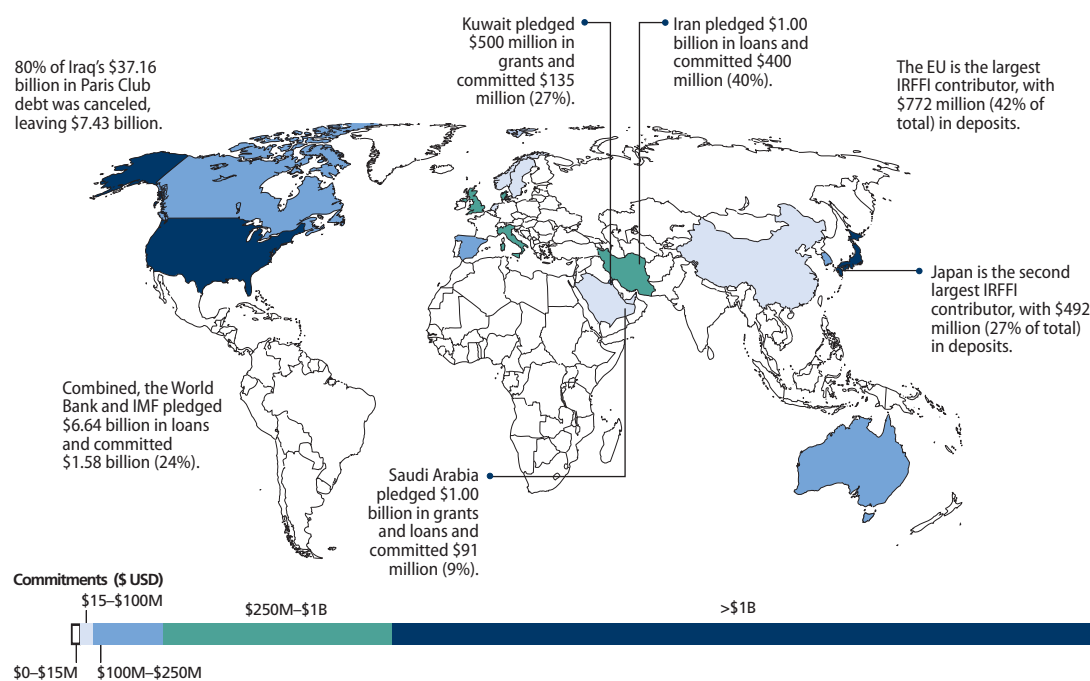 80% of Iraq's $37.16
billion in Paris Club
debt was canceled,
leaving $7.43 billion.
Kuwait pledged
$500 million in
grants and
committed $135
million (27%).
Iran pledged $1.00
billion in loans and
committed $400
million (40%).
The EU is the largest
IRFFI contributor, with
$772 million (42% of
total) in deposits.
Japan is the second
largest IRFFI
contributor, with $492
million (27% of total)
in deposits.
Combined, the World
Bank and IMF pledged
$6.64 billion in loans
and committed
$1.58 billion (24%).
Saudi Arabia
pledged $1.00
billion in grants
and loans and
committed $91
million (9%).
Commitments ($ USD)
$15–$100M
$250M–$1B
>$1B
$0–$15M
$100M–$250M